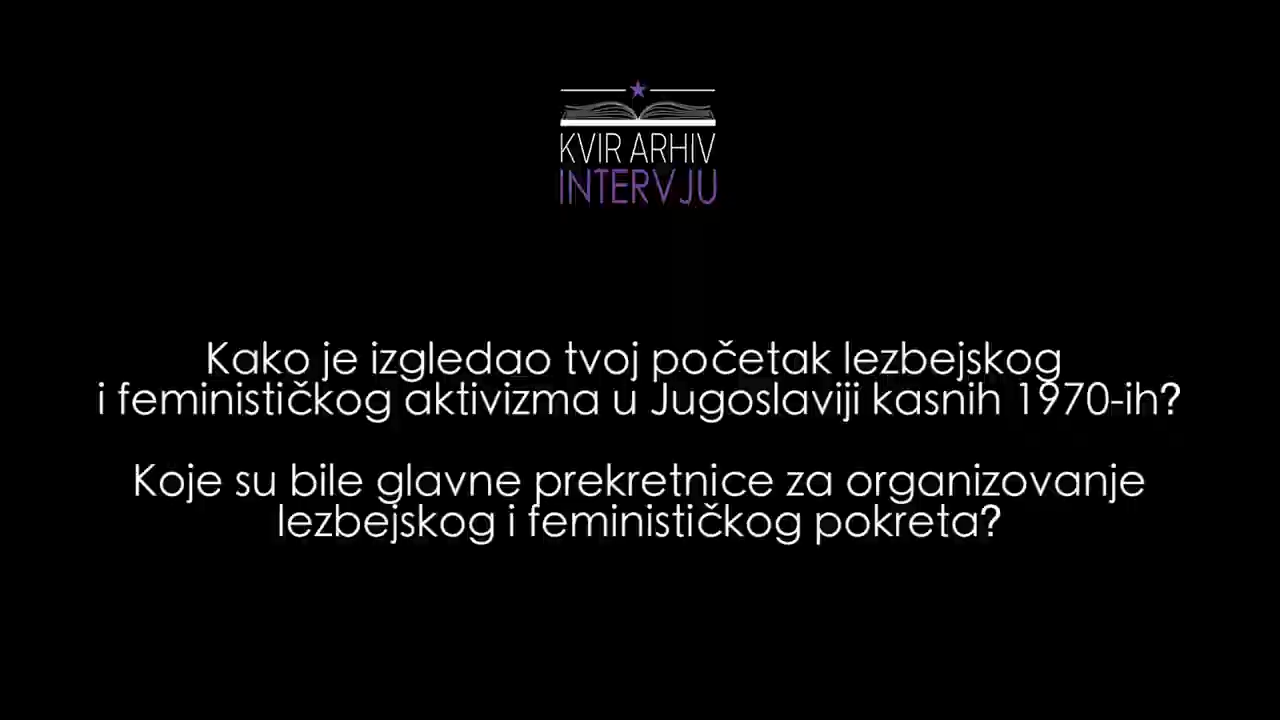 KVIR ARHIV
INTERVJU
Kako je izgledao tvoj početak lezbejskog
i feminističkog aktivizma u Jugoslaviji kasnih 1970-ih?
Koje su bile glavne prekretnice za organizovanje
lezbejskog i feminističkog pokreta?